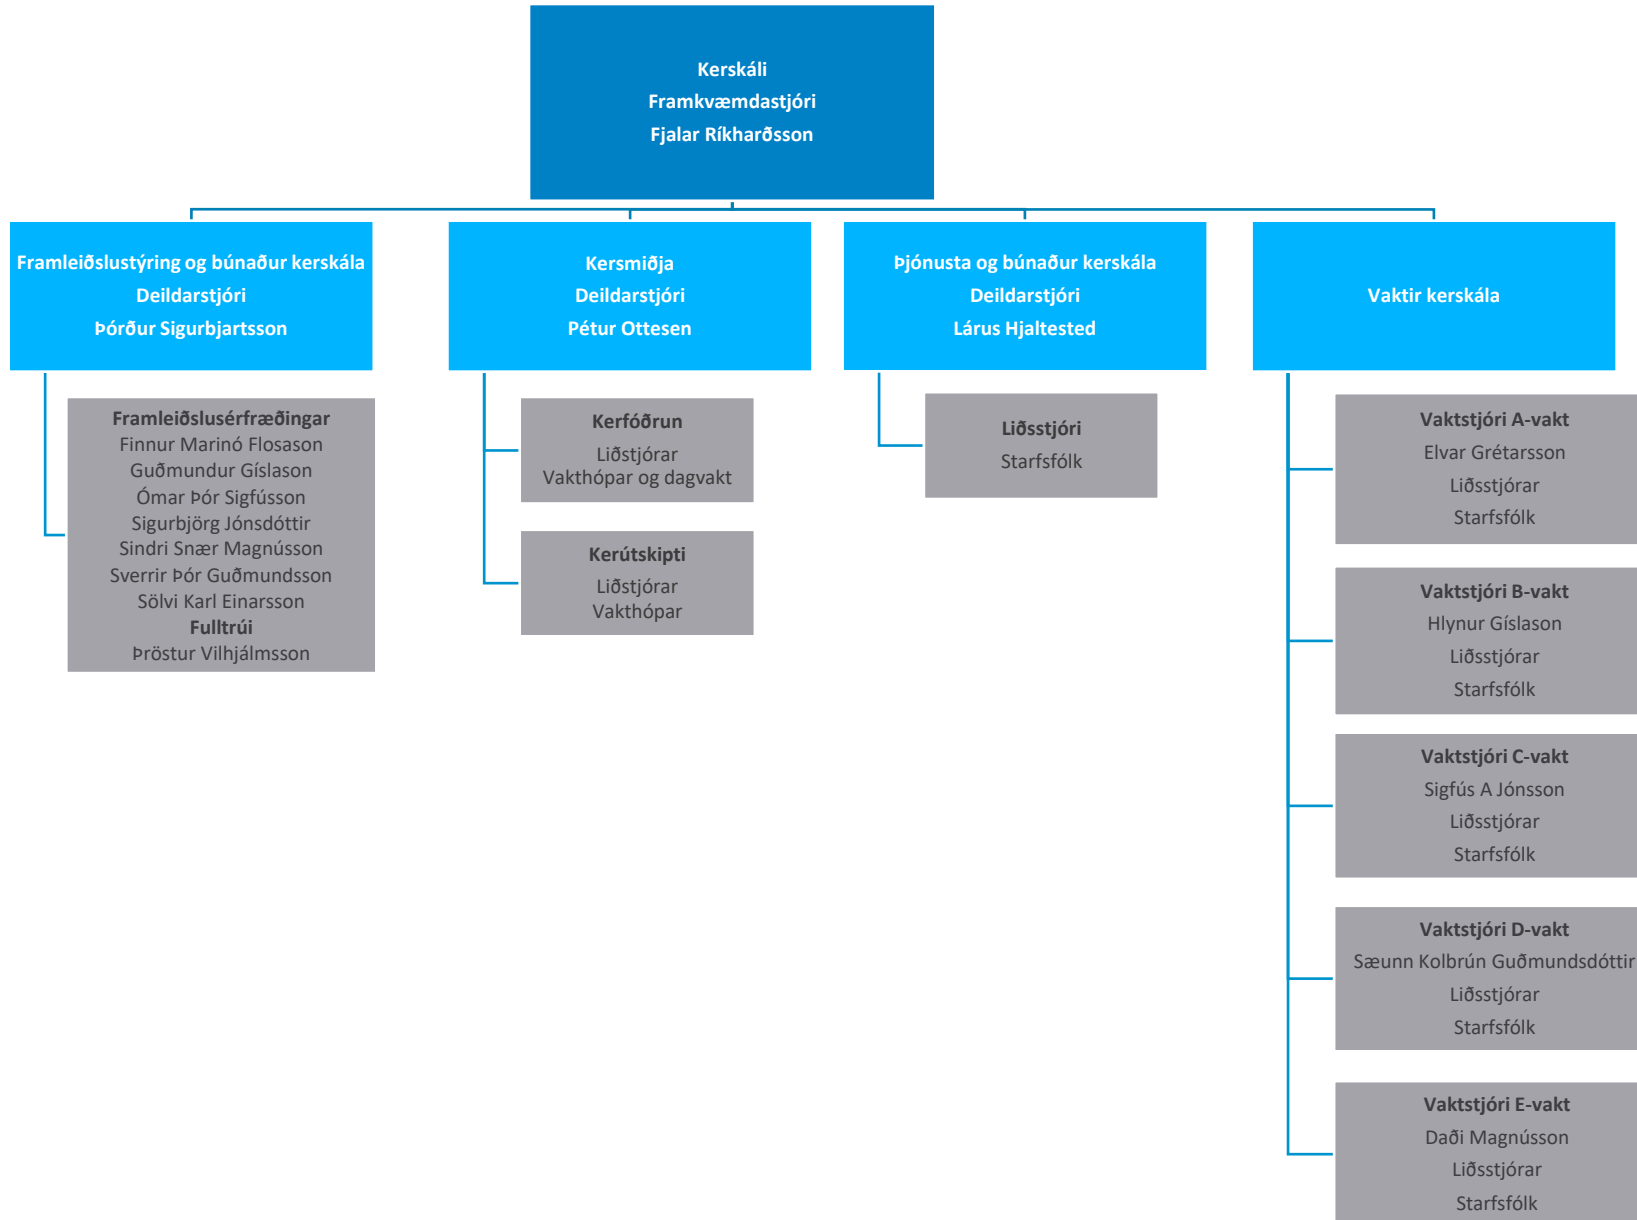 Kerskáli
Framkvæmdastjóri
Fjalar Ríkharðsson
Framleiðslustýring og búnaður kerskála
Deildarstjóri
Þórður Sigurbjartsson
Kersmiðja
Deildarstjóri
Pétur Ottesen
Þjónusta og búnaður kerskála
Deildarstjóri
Lárus Hjaltested
Vaktir kerskála
Framleiðslusérfræðingar
Finnur Marinó Flosason
Guðmundur Gíslason
Ómar Þór Sigfússon
Sigurbjörg Jónsdóttir
Sindri Snær Magnússon
Sverrir Þór Guðmundsson
Sölvi Karl Einarsson
Fulltrúi
Þröstur Vilhjálmsson
Kerfóðrun
Liðstjórar
Vakthópar og dagvakt
Kerútskipti
Liðstjórar
Vakthópar
Liðsstjóri
Starfsfólk
Vaktstjóri A-vakt
Elvar Grétarsson
Liðsstjórar
Starfsfólk
Vaktstjóri B-vakt
Hlynur Gíslason
Liðsstjórar
Starfsfólk
Vaktstjóri C-vakt
Sigfús A Jónsson
Liðsstjórar
Starfsfólk
Vaktstjóri D-vakt
Sæunn Kolbrún Guðmundsdóttir
Liðsstjórar
Starfsfólk
Vaktstjóri E-vakt
Daði Magnússon
Liðsstjórar
Starfsfólk